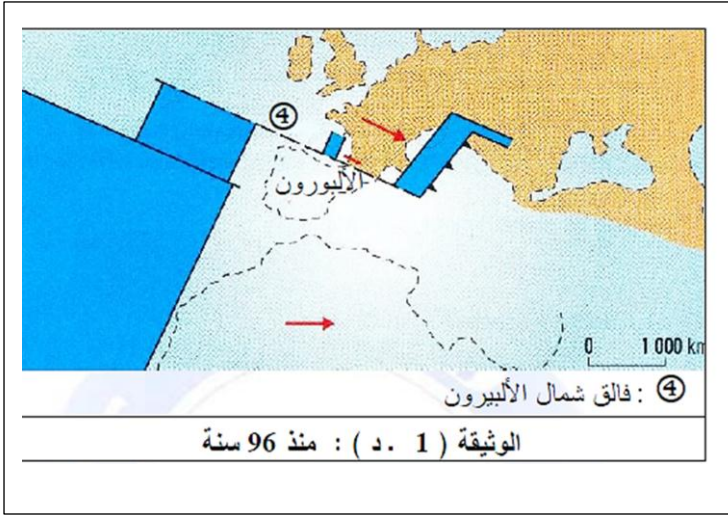 ④
الألبورون
0 1 000 km
④ : فالق شمال الألبيرون
الوثيقة ( 1 . د ) : منذ 96 سنة